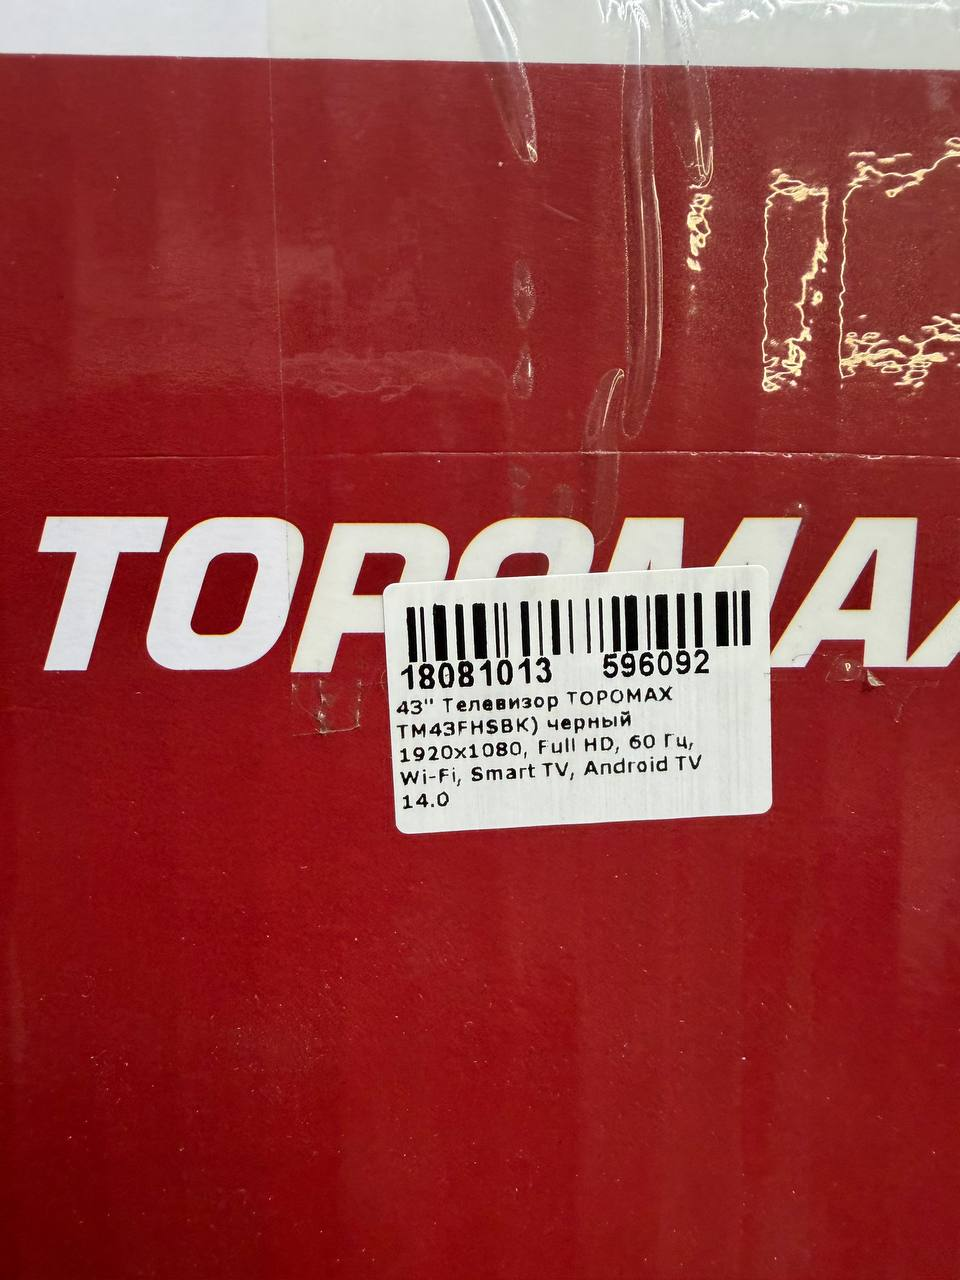 TOPOMAX
18081013 596092
43" Телевизор TOPOMAX
TM43FHSBK) черный
1920x1080, Full HD, 60 Гц,
Wi-Fi, Smart TV, Android TV
14.0